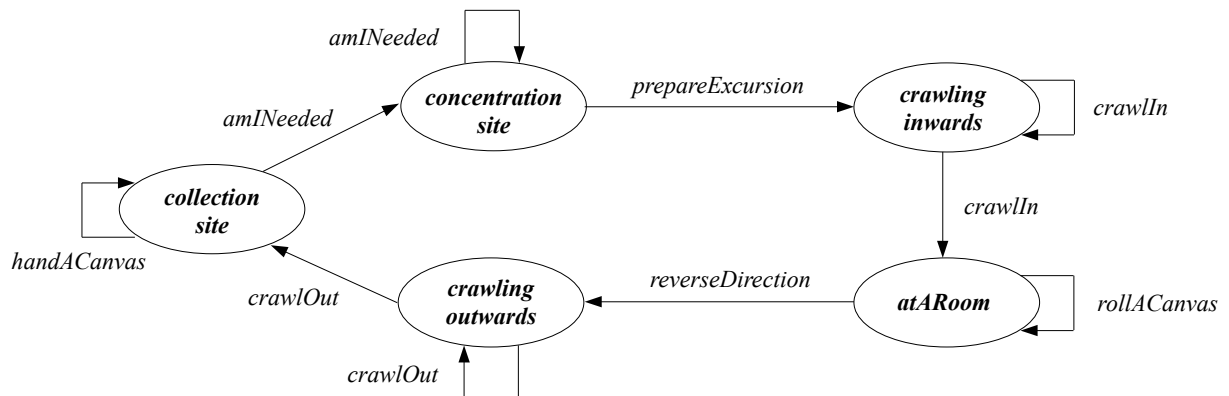 amINeeded
concentration
site
prepareExcursion
crawling
inwards
crawlIn
amINeeded
collection
site
handACanvas
crawlIn
crawlOut
crawling
outwards
reverseDirection
atARoom
rollACanvas
crawlOut